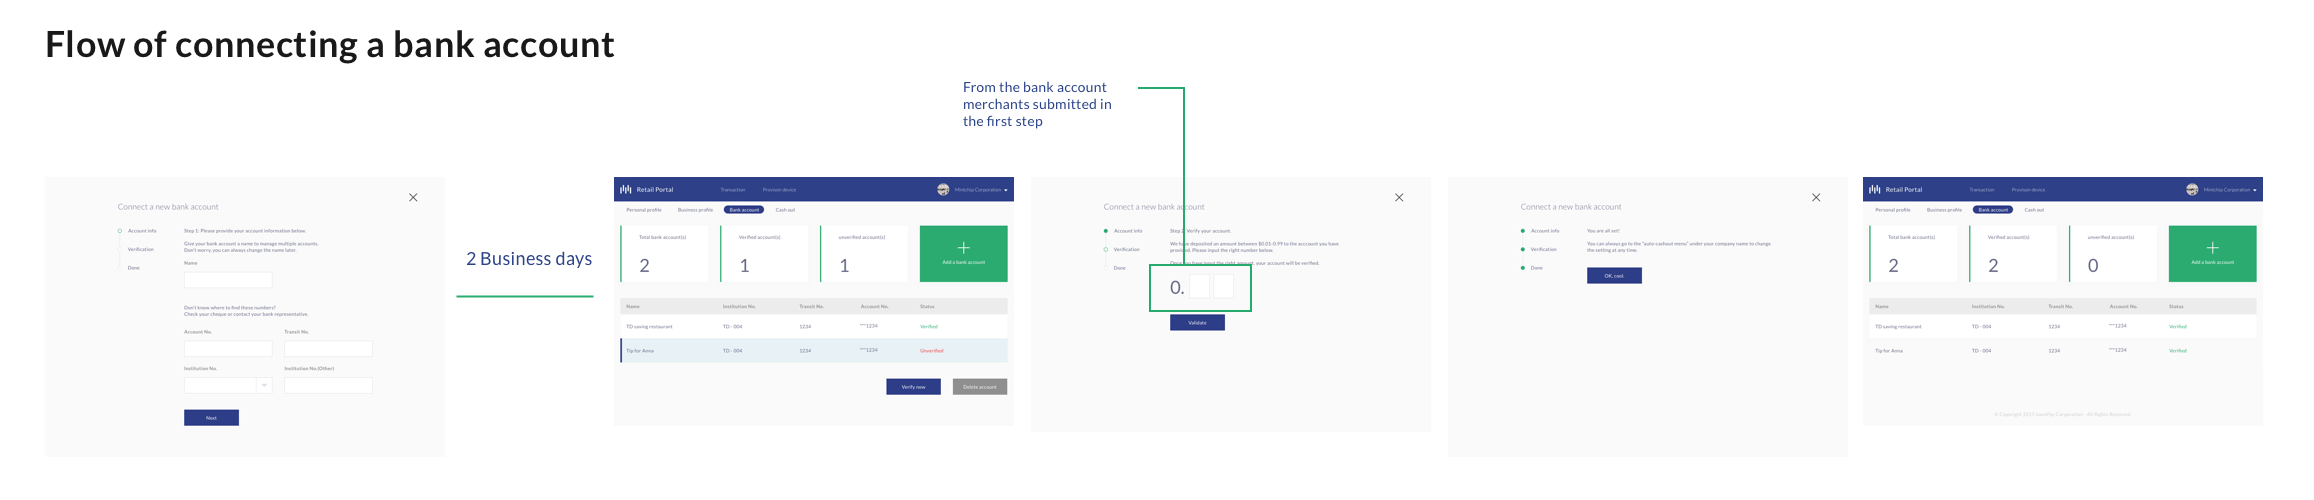 Flow of connecting a bank account
From the bank account
merchants submitted in
the first step
Connect a new bank account
Account info
Verification
Done
Step 1: Please provide your account information below.
Give your bank account a name to manage multiple accounts.
Don't worry, you can always change the name later.
Name
Don't know where to find these numbers?
Check your cheque or contact your bank representative.
Account No. Transit No.
Institution No. Institution No.(Other)
Next
2 Business days
Retail Portal Transaction Provison device Mintchip Corporation
Personal profile Business profile Bank account Cash out
Total bank account(s) Verified account(s) unverified account(s)
2 1 1
Add a bank account
Name Institution No. Transit No. Account No. Status
TD saving restaurant TD - 004 1234 ***1234 Verified
Tip for Anna TD - 004 1234 ***1234 Unverified
Verify now Delete account
Connect a new bank account
Account info
Verification
Done
Step 2: Verify your account.
We have deposited an amount between $0.01-0.99 to the account you have
provided. Please input the right number below.
Once you have input the right amount, your account will be verified.
0.
Validate
Connect a new bank account
Account info
Verification
Done
You are all set!
You can always go to the "auto-cashout menu" under your company name to change
the setting at any time.
OK, cool
Retail Portal Transaction Provison device Mintchip Corporation
Personal profile Business profile Bank account Cash out
Total bank account(s) Verified account(s) unverified account(s)
2 2 0
Add a bank account
Name Institution No. Transit No. Account No. Status
TD saving restaurant TD - 004 1234 ***1234 Verified
Tip for Anna TD - 004 1234 ***1234 Verified
Corporation All Rights Reserved.